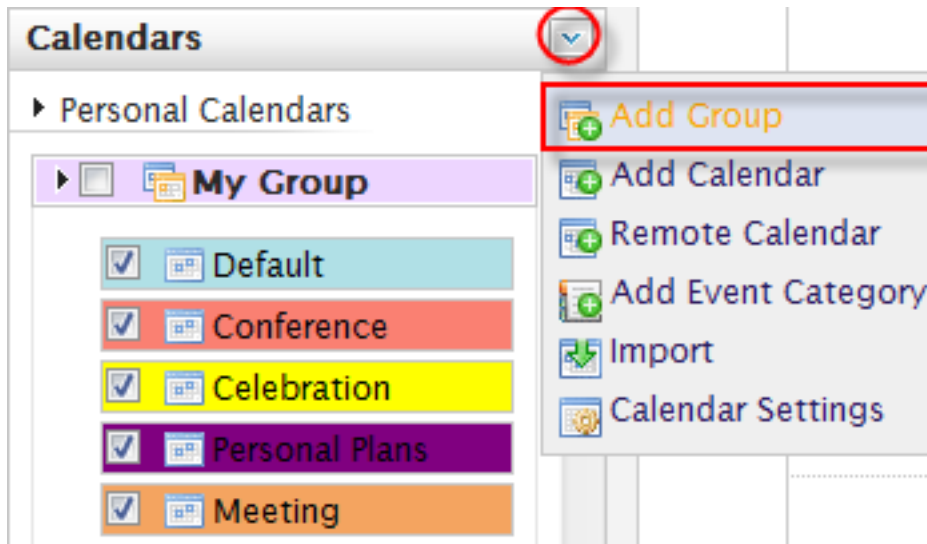 Calendars
Personal Calendars
My Group
Default
Conference
Celebration
Personal Plans
Meeting
Add Group
Add Calendar
Remote Calendar
Add Event Category
Import
Calendar Settings